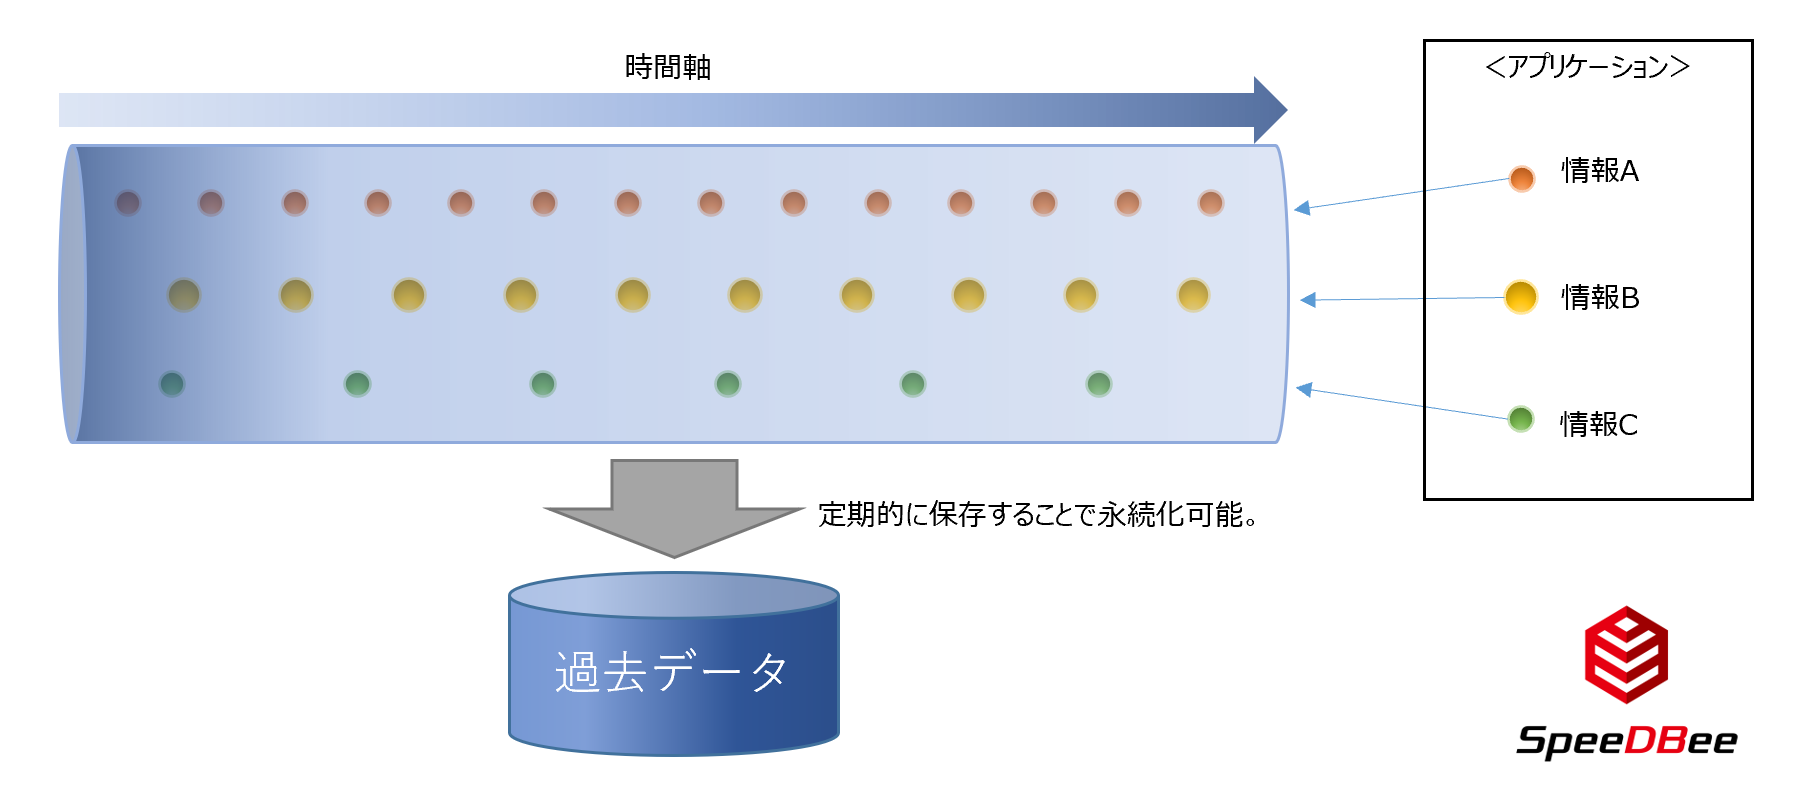 時間軸
＜アプリケーション＞
情報A
情報B
情報C
定期的に保存することで永続化可能。
過去データ
SpeeDBee